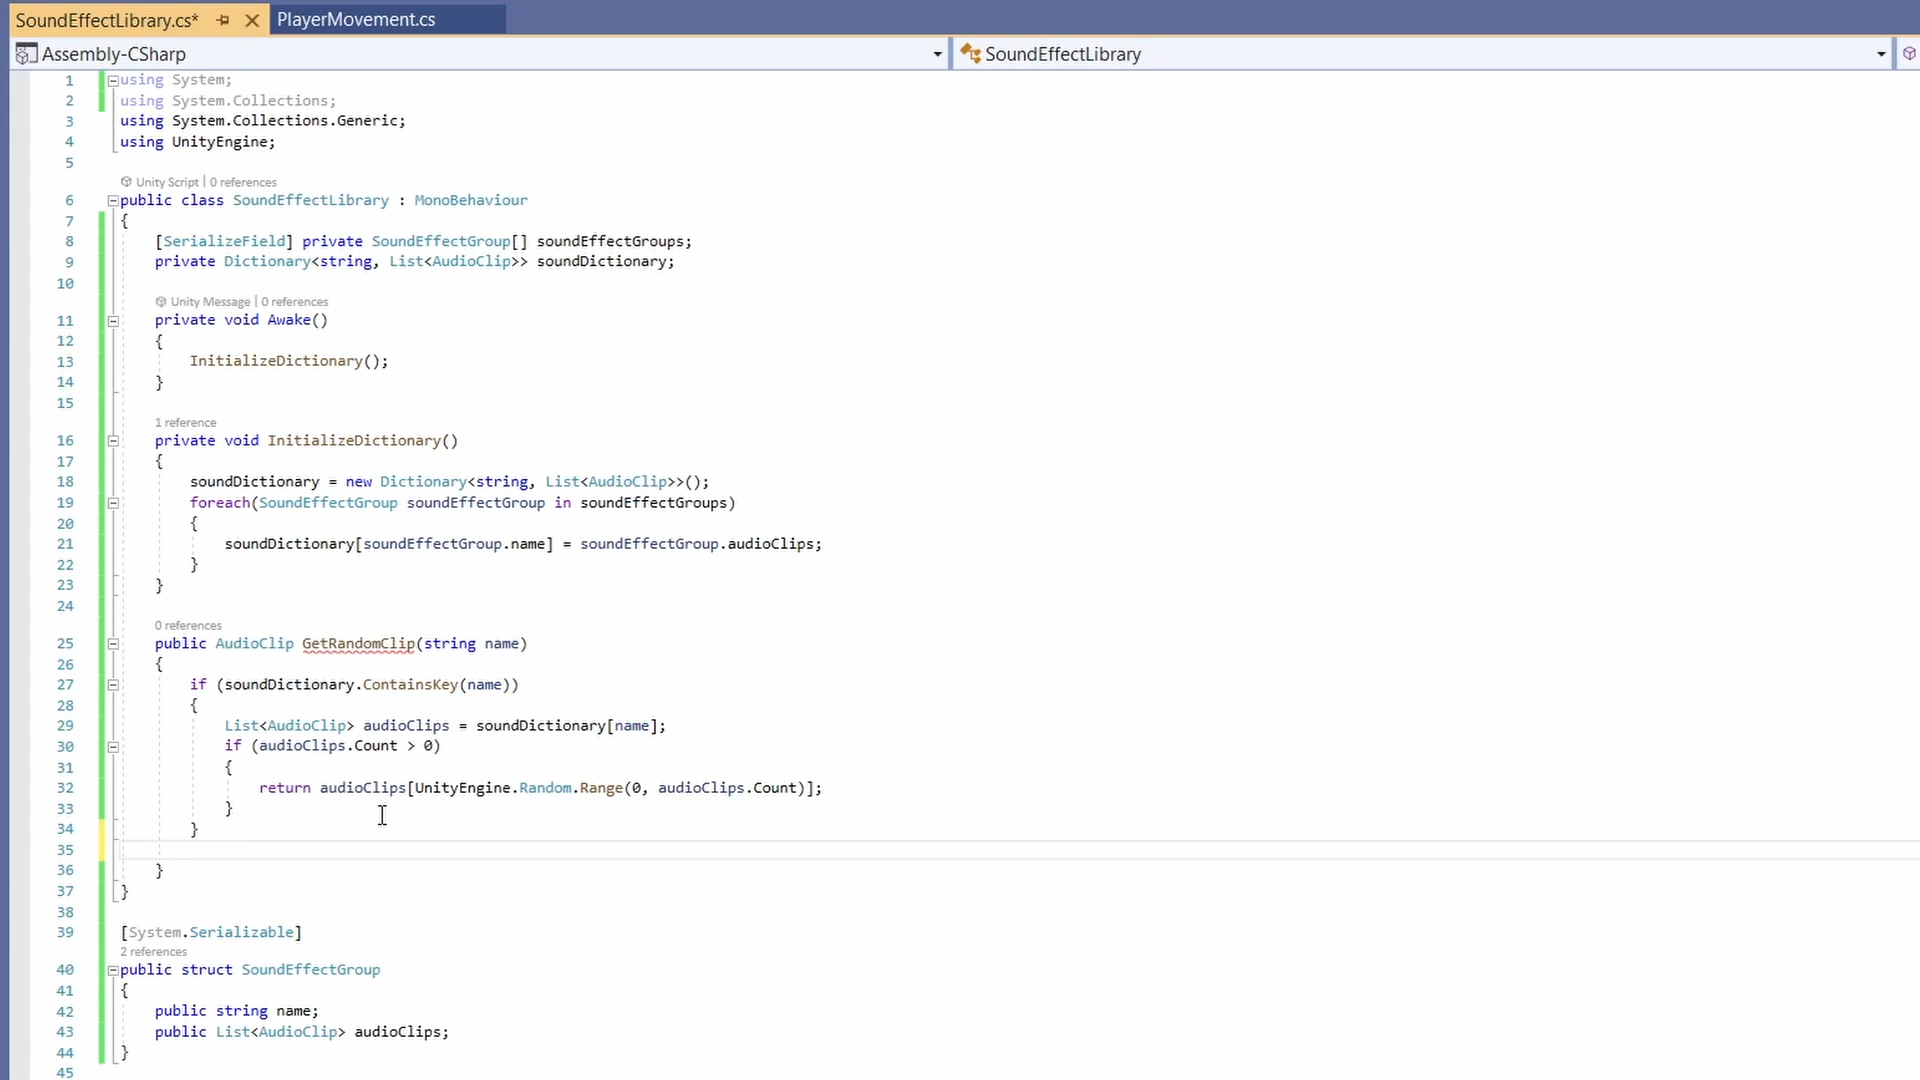 SoundEffectLibrary.cs*
PlayerMovement.cs
Assembly-CSharp
SoundEffectLibrary
1 using System;
2 using System.Collections;
3 using System.Collections.Generic;
4 using UnityEngine;
5
Unity Script | 0 references
6 public class SoundEffectLibrary : MonoBehaviour
7 {
8 [SerializeField] private SoundEffectGroup[] soundEffectGroups;
9 private Dictionary<string, List<AudioClip>> soundDictionary;
10
Unity Message | 0 references
11 private void Awake()
12 {
13 InitializeDictionary();
14 }
15
1 reference
16 private void InitializeDictionary()
17 {
18 soundDictionary = new Dictionary<string, List<AudioClip>>();
19 foreach(SoundEffectGroup soundEffectGroup in soundEffectGroups)
20 {
21 soundDictionary[soundEffectGroup.name] = soundEffectGroup.audioClips;
22 }
23 }
24
0 references
25 public AudioClip GetRandomClip(string name)
26 {
27 if (soundDictionary.ContainsKey(name))
28 {
29 List<AudioClip> audioClips = soundDictionary[name];
30 if (audioClips.Count > 0)
31 {
32 return audioClips[UnityEngine.Random.Range(0, audioClips.Count)];
33 }
34 }
35
36 }
37 }
38
39 [System.Serializable]
2 references
40 public struct SoundEffectGroup
41 {
42 public string name;
43 public List<AudioClip> audioClips;
44 }
45